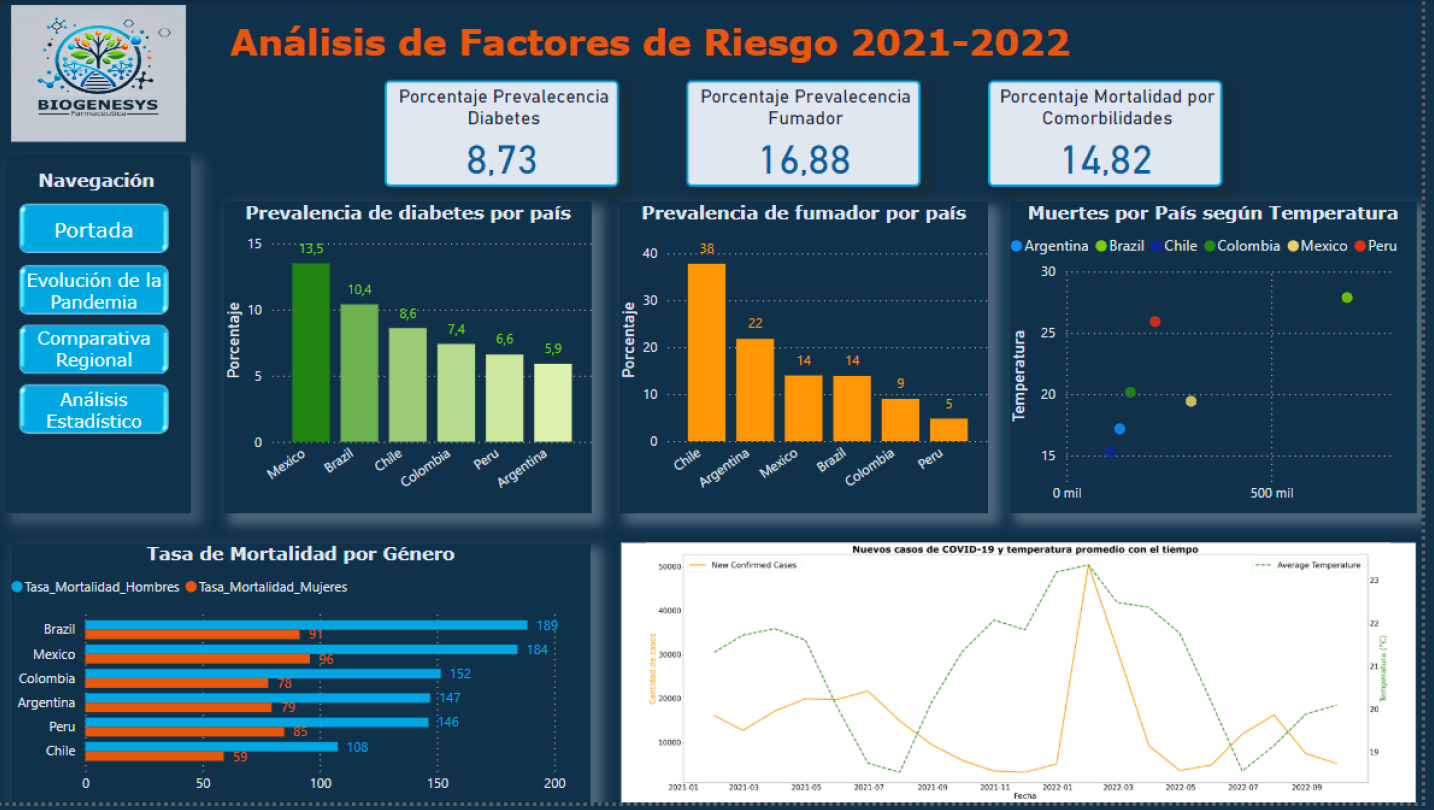 BIOGENESYS
Farmacéutica
Análisis de Factores de Riesgo 2021-2022
Porcentaje Prevalecencia
Diabetes
8,73
Porcentaje Prevalecencia
Fumador
16,88
Porcentaje Mortalidad por
Comorbilidades
14,82
Navegación
Portada
Evolución de la
Pandemia
Comparativa
Regional
Análisis
Estadístico
Prevalencia de diabetes por país
Porcentaje
15
10
5
0
13,5
10,4
8,6
7,4
6,6
5,9
Mexico
Brazil
Chile
Colombia
Peru
Argentina
Prevalencia de fumador por país
Porcentaje
40
30
20
10
0
38
22
14
14
9
5
Chile
Argentina
Mexico
Brazil
Colombia
Peru
Muertes por País según Temperatura
Argentina Brazil Chile Colombia Mexico Peru
Temperatura
30
25
20
15
0 mil 500 mil
Tasa de Mortalidad por Género
Tasa_Mortalidad_Hombres Tasa_Mortalidad_Mujeres
Brazil 189
91
Mexico 184
96
Colombia 152
78
Argentina 147
79
Peru 146
85
Chile 108
59
0 50 100 150 200
Nuevos casos de COVID-19 y temperatura promedio con el tiempo
New Confirmed Cases
Average Temperature
Cantidad de casos
50000
40000
30000
20000
10000
23
22
21
20
19
Temperatura (°C)
2021-01 2021-03 2021-05 2021-07 2021-09 2021-11 2022-01 2022-03 2022-05 2022-07 2022-09
Fecha